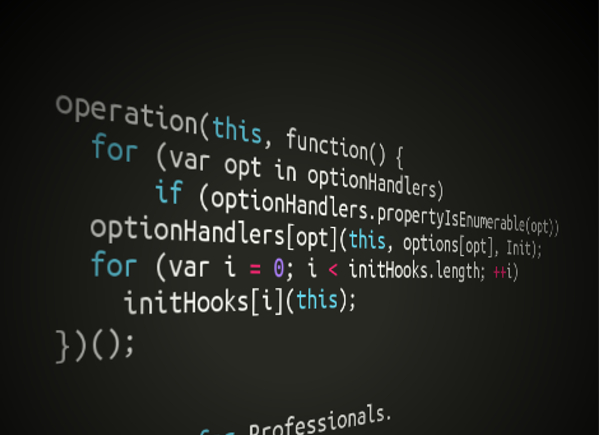 operation(this, function() {
for (var opt in optionHandlers)
if (optionHandlers.propertyIsEnumerable(opt))
optionHandlers[opt](this, options[opt], Init);
for (var i = 0; i < initHooks.length; ++i)
initHooks[i](this);
})();
for Professionals.